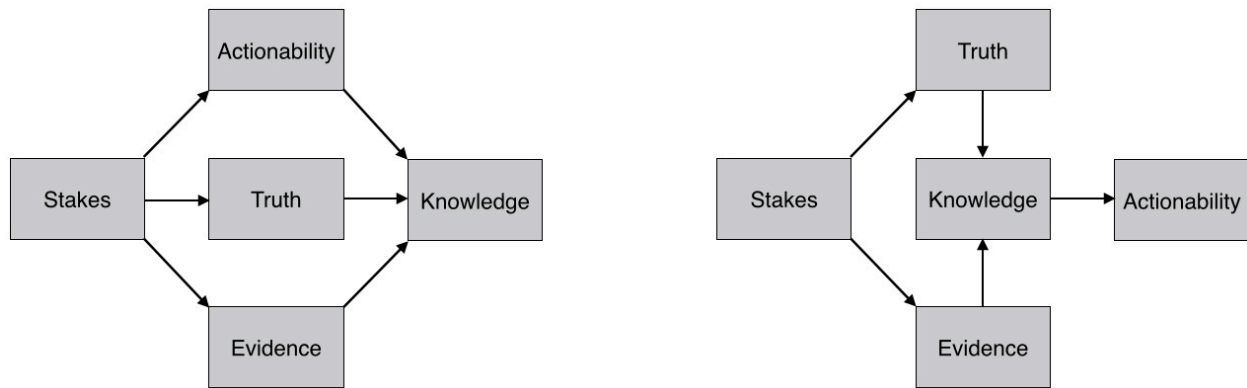 Actionability
Stakes
Truth
Knowledge
Evidence
Truth
Stakes
Knowledge
Actionability
Evidence